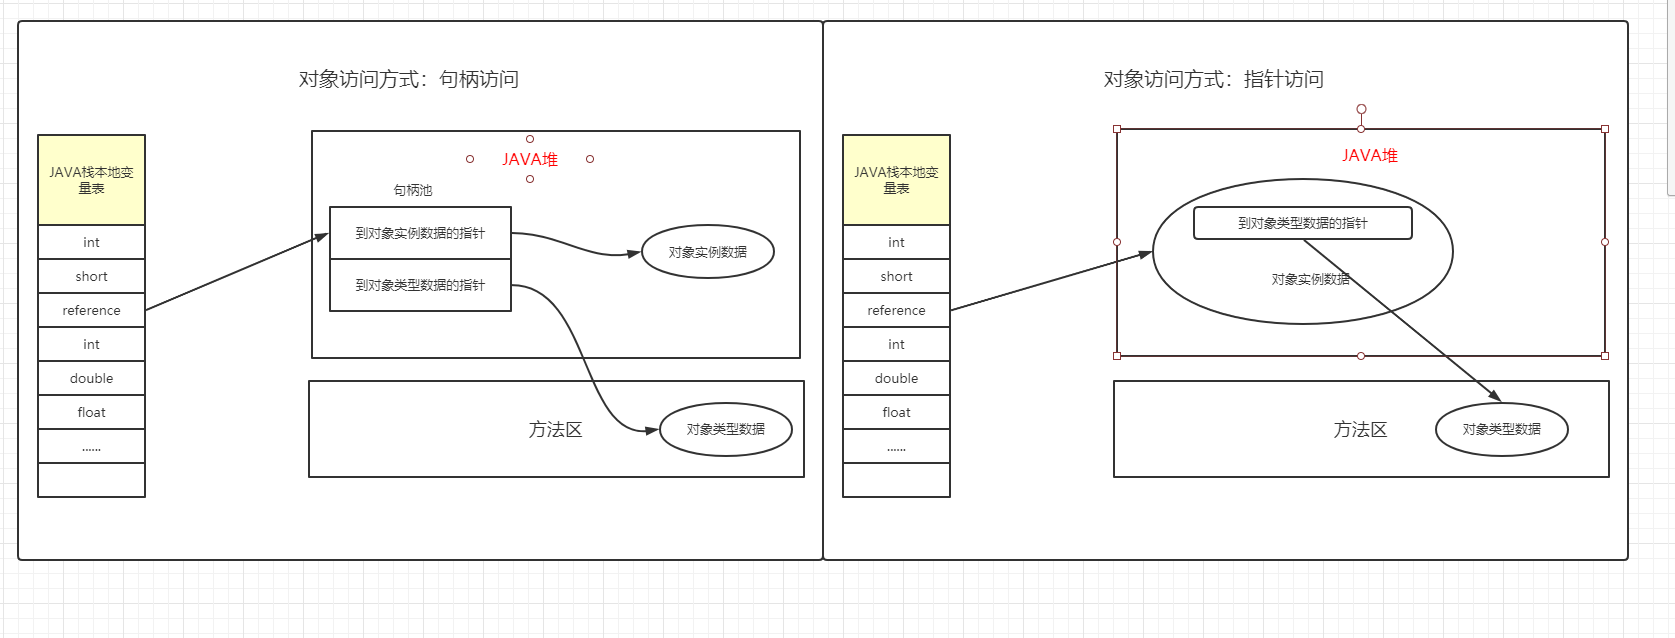 对象访问方式：句柄访问
JAVA栈本地变
量表
int
short
reference
int
double
float
......
JAVA堆
句柄池
到对象实例数据的指针
到对象类型数据的指针
对象实例数据
方法区
对象类型数据
对象访问方式：指针访问
JAVA栈本地变
量表
int
short
reference
int
double
float
......
JAVA堆
到对象类型数据的指针
对象实例数据
方法区
对象类型数据